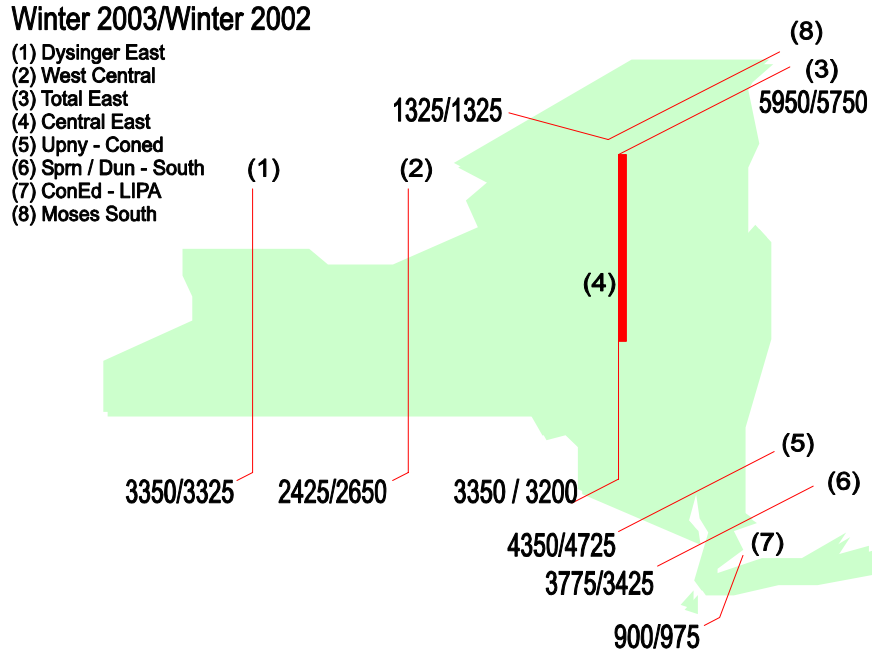 Winter 2003/Winter 2002
(1) Dysinger East
(2) West Central
(3) Total East
(4) Central East
(5) Upny - Coned
(6) Sprn / Dun - South
(7) ConEd - LIPA
(8) Moses South
(8)
(3)
5950/5750
1325/1325
(1)
(2)
(4)
(5)
(6)
3350/3325
2425/2650
3350 / 3200
4350/4725
(7)
3775/3425
900/975